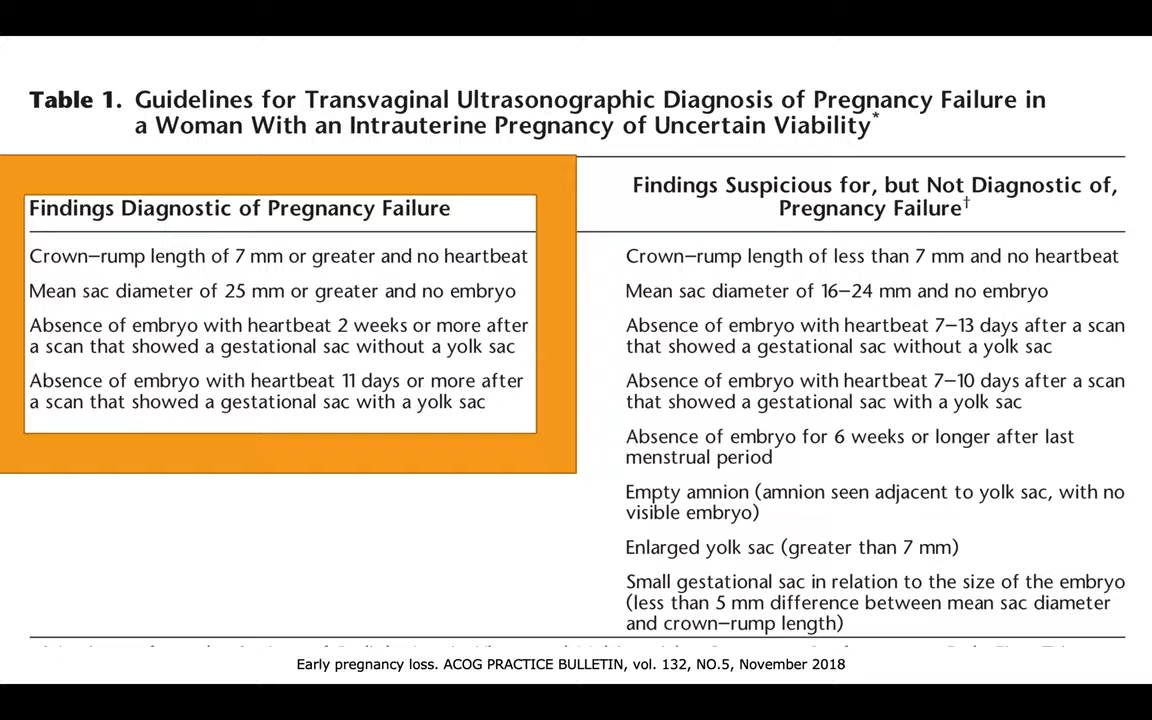 Table 1. Guidelines for Transvaginal Ultrasonographic Diagnosis of Pregnancy Failure in
a Woman With an Intrauterine Pregnancy of Uncertain Viability*
Findings Diagnostic of Pregnancy Failure
Crown–rump length of 7 mm or greater and no heartbeat
Mean sac diameter of 25 mm or greater and no embryo
Absence of embryo with heartbeat 2 weeks or more after
a scan that showed a gestational sac without a yolk sac
Absence of embryo with heartbeat 11 days or more after
a scan that showed a gestational sac with a yolk sac
Findings Suspicious for, but Not Diagnostic of,
Pregnancy Failure†
Crown–rump length of less than 7 mm and no heartbeat
Mean sac diameter of 16–24 mm and no embryo
Absence of embryo with heartbeat 7–13 days after a scan
that showed a gestational sac without a yolk sac
Absence of embryo with heartbeat 7–10 days after a scan
that showed a gestational sac with a yolk sac
Absence of embryo for 6 weeks or longer after last
menstrual period
Empty amnion (amnion seen adjacent to yolk sac, with no
visible embryo)
Enlarged yolk sac (greater than 7 mm)
Small gestational sac in relation to the size of the embryo
(less than 5 mm difference between mean sac diameter
and crown–rump length)
Early pregnancy loss. ACOG PRACTICE BULLETIN, vol. 132, NO.5, November 2018